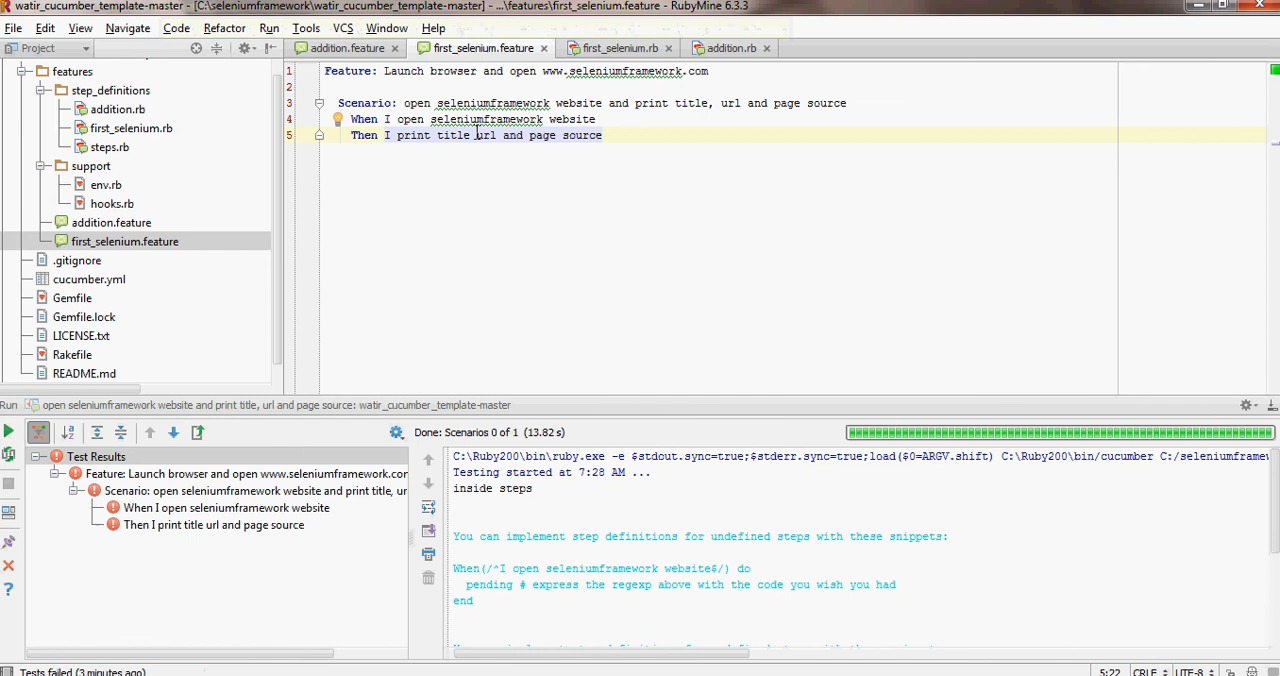 watir_cucumber_template-master - [C:\seleniumframework\watir_cucumber_template-master] - ...\features\first_selenium.feature - RubyMine 6.3.3
File Edit View Navigate Code Refactor Run Tools VCS Window Help
Project
addition.feature first_selenium.feature first_selenium.rb addition.rb
features
step_definitions
addition.rb
first_selenium.rb
steps.rb
support
env.rb
hooks.rb
addition.feature
first_selenium.feature
.gitignore
cucumber.yml
Gemfile
Gemfile.lock
LICENSE.txt
Rakefile
README.md
1 Feature: Launch browser and open www.seleniumframework.com
2
3 Scenario: open seleniumframework website and print title, url and page source
4 When I open seleniumframework website
5 Then I print title url and page source
Run open seleniumframework website and print title, url and page source: watir_cucumber_template-master
Done: Scenarios 0 of 1 (13.82 s)
Test Results
Feature: Launch browser and open www.seleniumframework.com
Scenario: open seleniumframework website and print title, ur
When I open seleniumframework website
Then I print title url and page source
C:\Ruby200\bin\ruby.exe -e $stdout.sync=true;$stderr.sync=true;load($0=ARGV.shift) C:\Ruby200\bin/cucumber C:/seleniumframew
Testing started at 7:28 AM ...
inside steps
You can implement step definitions for undefined steps with these snippets:
When(/^I open seleniumframework website$/) do
pending # express the regexp above with the code you wish you had
end
Tests failed (3 minutes ago)
5:22 CRLF UTF-8